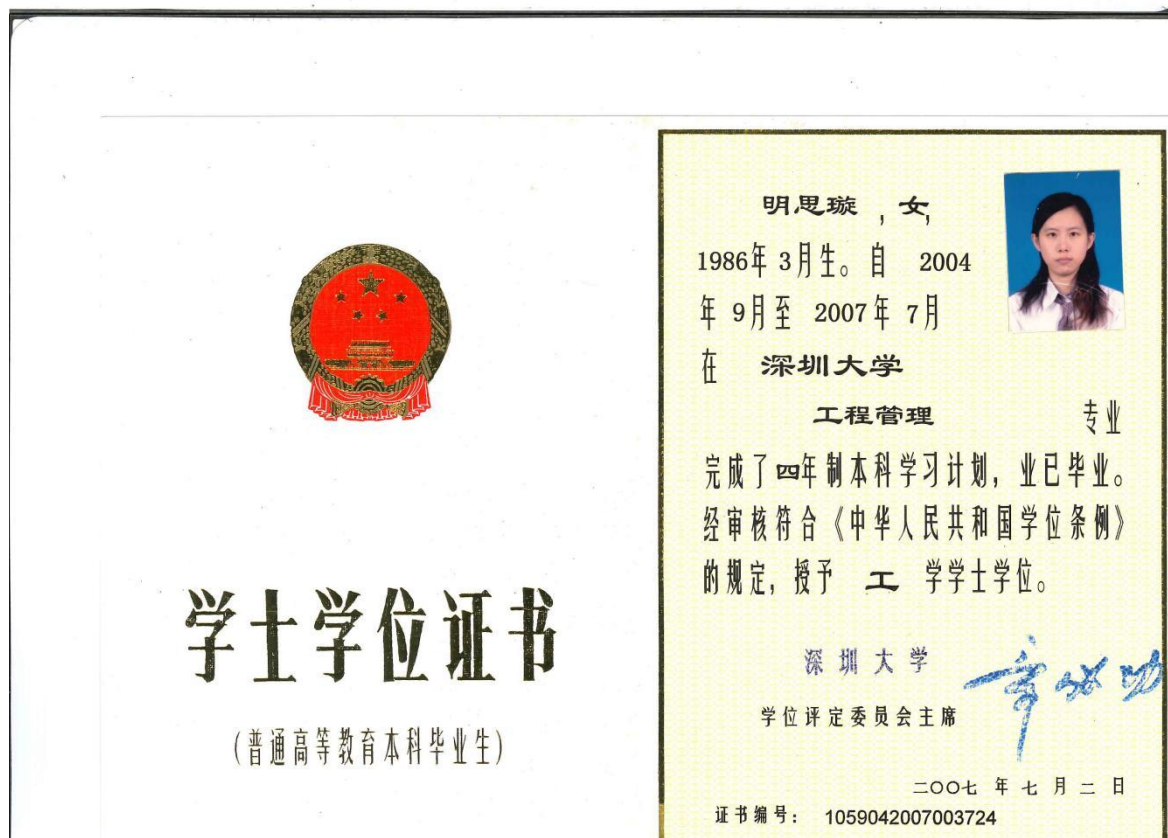 学士学位证书
(普通高等教育本科毕业生)
明思璇 , 女,
1986年 3月生。自 2004
年 9月至 2007年 7月
在 深圳大学
工程管理 专业
完成了四年制本科学习计划，业已毕业。
经审核符合《中华人民共和国学位条例》
的规定，授予 工 学学士学位。
深圳大学
学位评定委员会主席
章必功
二〇〇七 年 七 月 二 日
证书编号： 1059042007003724